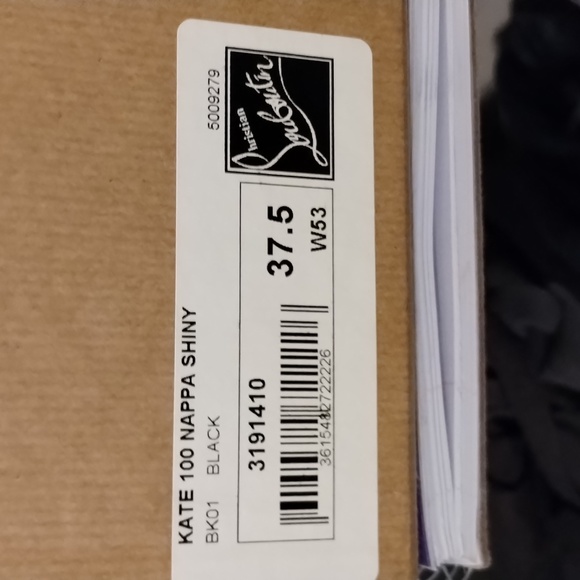 KATE 100 NAPPA SHINY
BK01 BLACK
5009279
Christian
Louboutin
3191410
37.5
W53